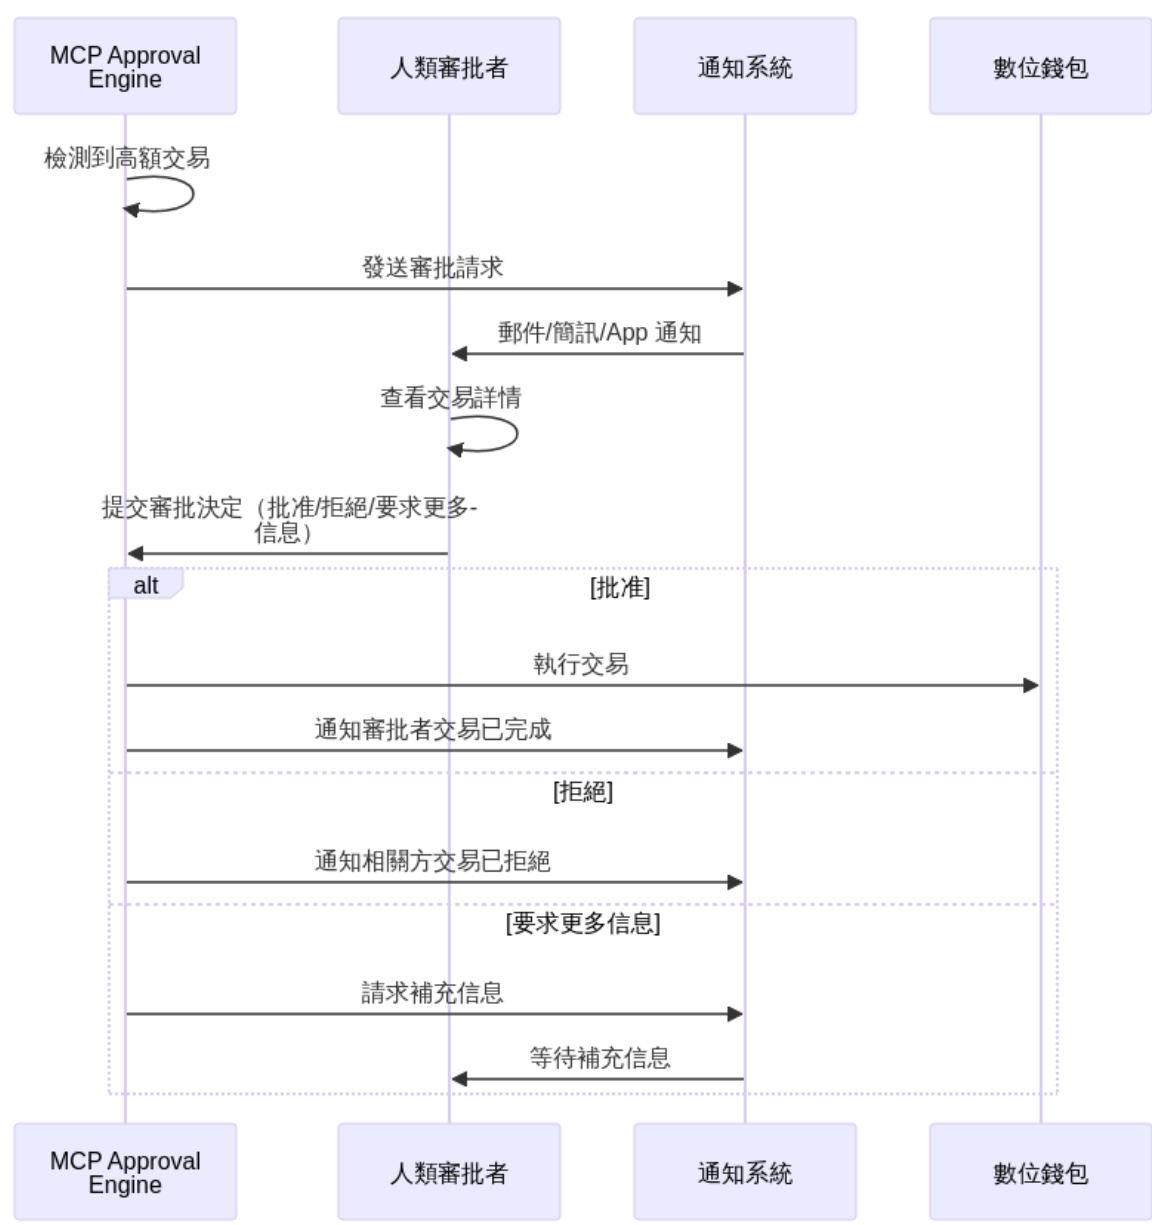 MCP Approval
Engine
人類審批者
通知系統
數位錢包
檢測到高額交易
發送審批請求
郵件/簡訊/App 通知
查看交易詳情
提交審批決定（批准/拒絕/要求更多-
信息）
alt
[批准]
執行交易
通知審批者交易已完成
[拒絕]
通知相關方交易已拒絕
[要求更多信息]
請求補充信息
等待補充信息
MCP Approval
Engine
人類審批者
通知系統
數位錢包